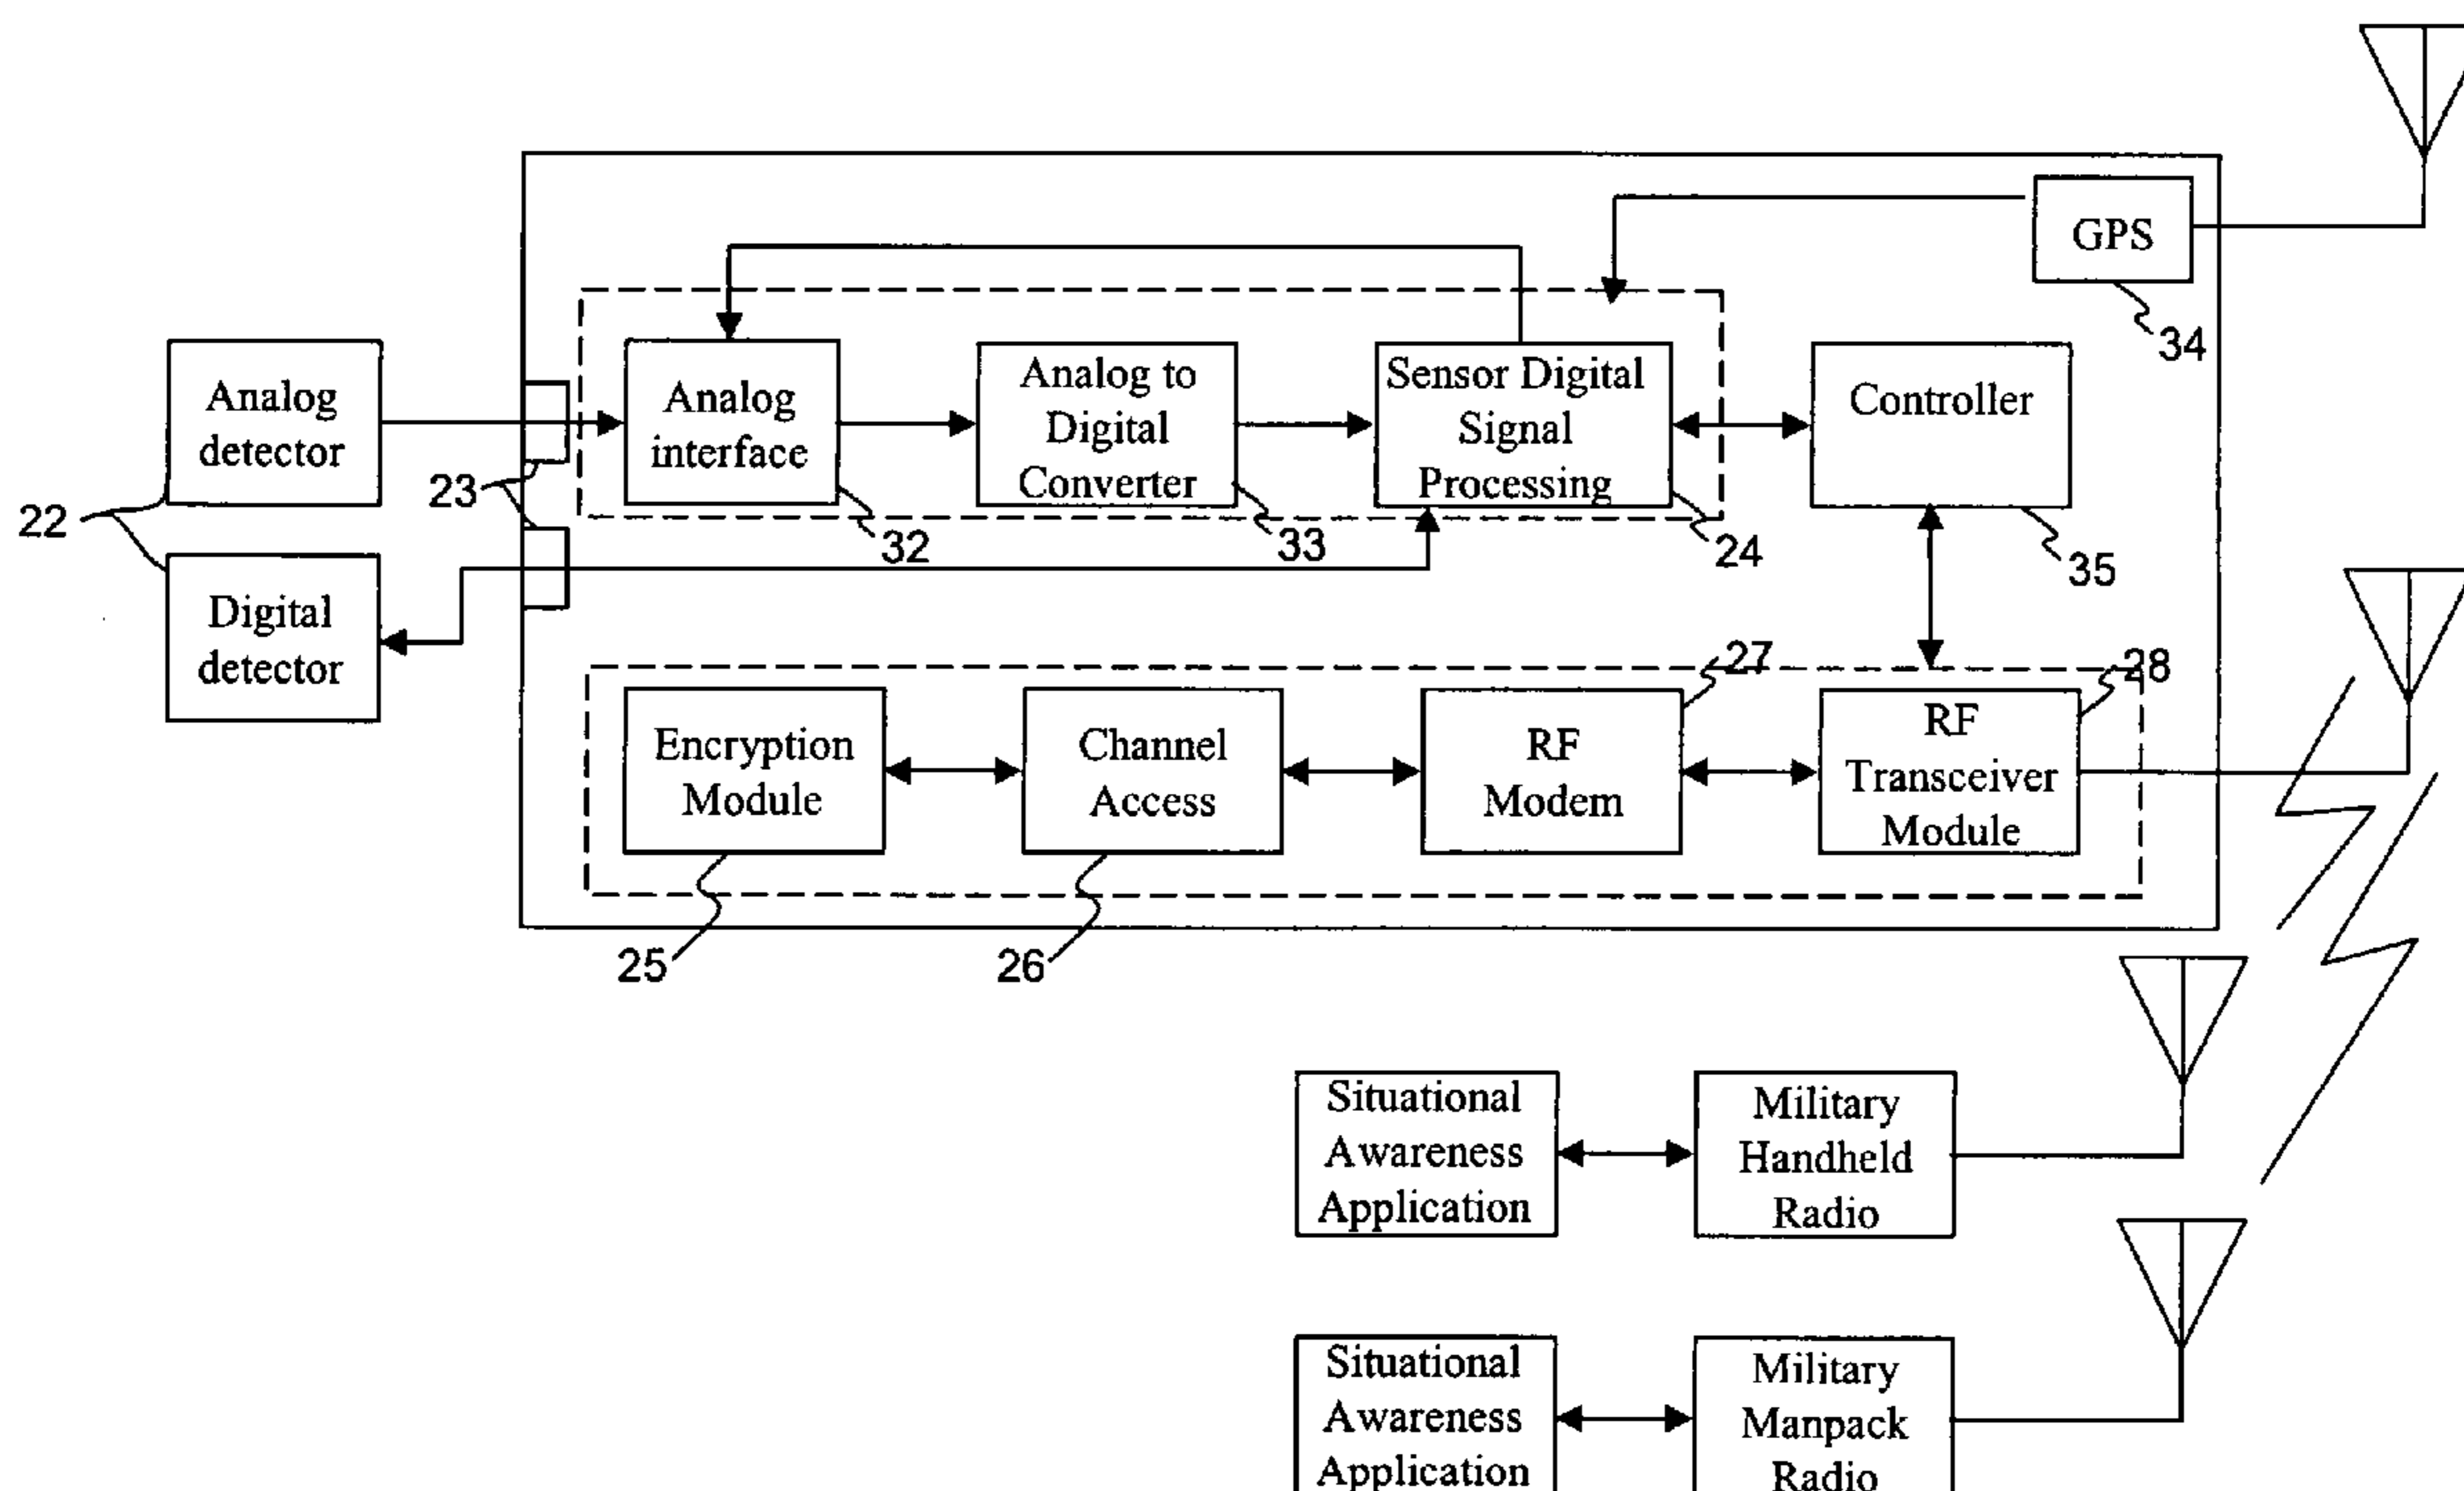 GPS
34
Analog
detector
Analog
interface
Analog to
Digital
Converter
Sensor Digital
Signal
Processing
Controller
23
22
32
33
24
35
Digital
detector
27
28
Encryption
Module
Channel
Access
RF
Modem
RF
Transceiver
Module
25
26
Situational
Awareness
Application
Military
Handheld
Radio
Situational
Awareness
Application
Military
Manpack
Radio